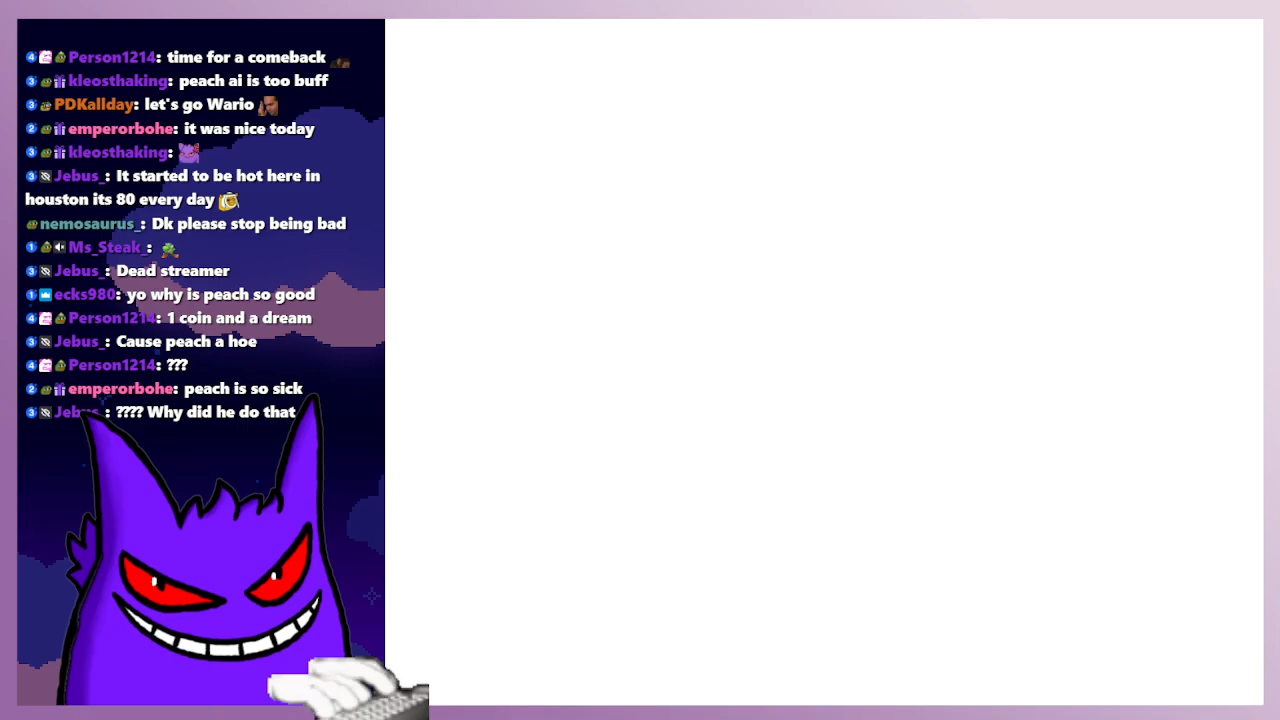 Person1214: time for a comeback
kleosthaking: peach ai is too buff
PDKallday: let's go Wario
emperorbohe: it was nice today
kleosthaking:
Jebus_: It started to be hot here in
houston its 80 every day
nemosaurus_: Dk please stop being bad
Ms_Steak_:
Jebus_: Dead streamer
ecks980: yo why is peach so good
Person1214: 1 coin and a dream
Jebus_: Cause peach a hoe
Person1214: ???
emperorbohe: peach is so sick
Jebus_: ???? Why did he do that